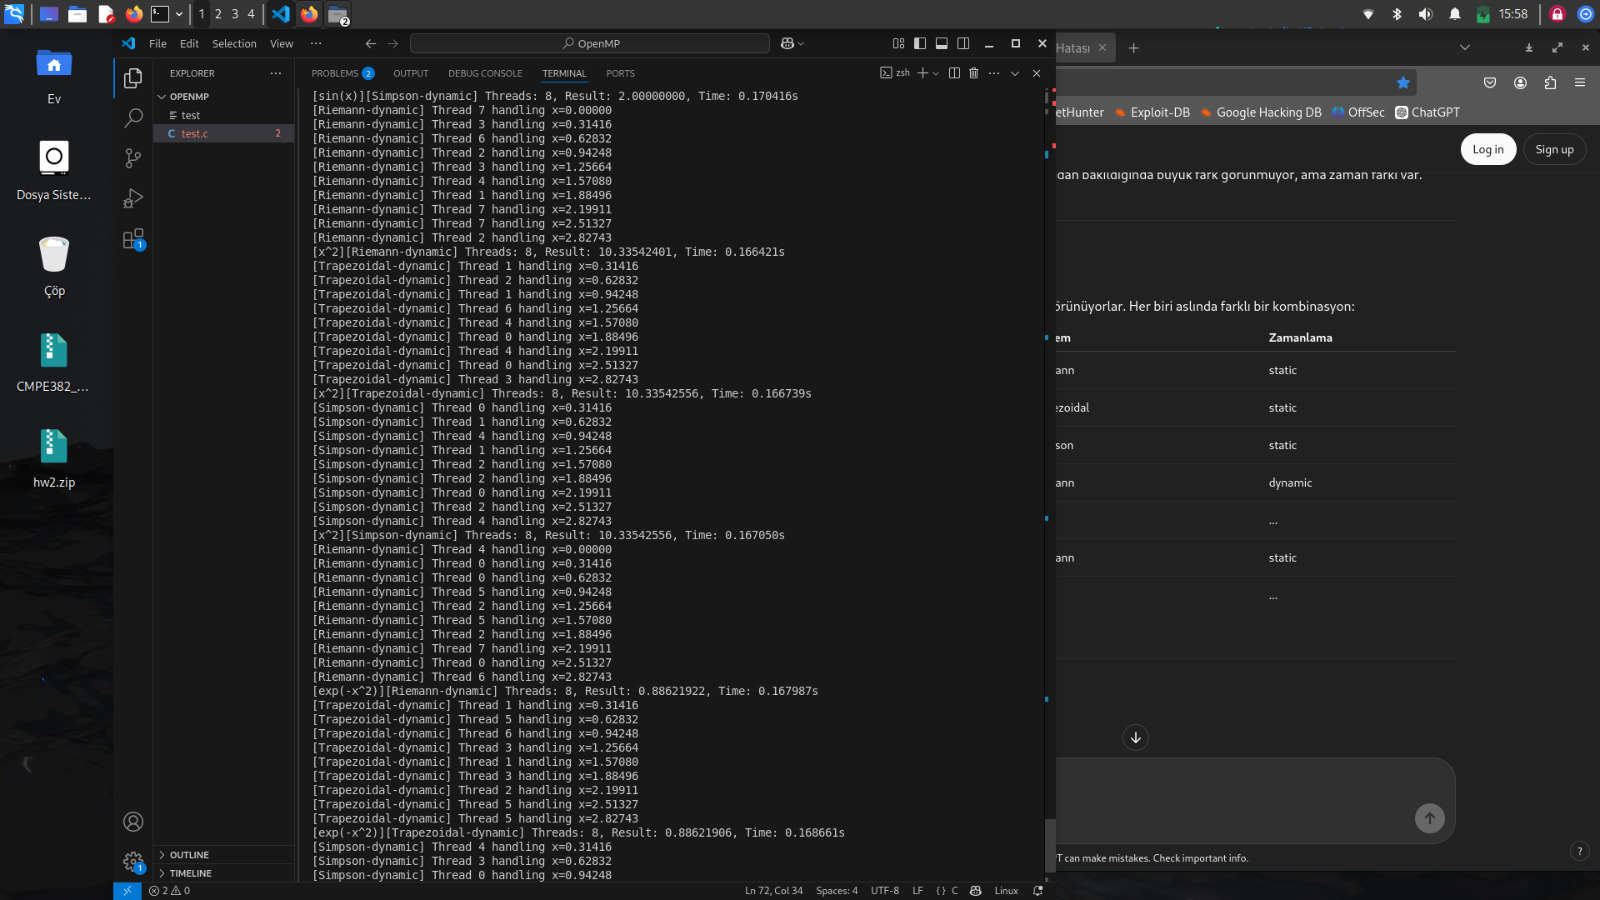 1 2 3 4
2
15:58
File Edit Selection View ···
OpenMP
Ev
Dosya Siste...
Çöp
CMPE382_...
hw2.zip
EXPLORER ···
OPENMP
test
C test.c 2
1
1
OUTLINE
TIMELINE
PROBLEMS 2 OUTPUT DEBUG CONSOLE TERMINAL PORTS
zsh
[sin(x)][Simpson-dynamic] Threads: 8, Result: 2.00000000, Time: 0.170416s
[Riemann-dynamic] Thread 7 handling x=0.00000
[Riemann-dynamic] Thread 3 handling x=0.31416
[Riemann-dynamic] Thread 6 handling x=0.62832
[Riemann-dynamic] Thread 2 handling x=0.94248
[Riemann-dynamic] Thread 3 handling x=1.25664
[Riemann-dynamic] Thread 4 handling x=1.57080
[Riemann-dynamic] Thread 1 handling x=1.88496
[Riemann-dynamic] Thread 7 handling x=2.19911
[Riemann-dynamic] Thread 7 handling x=2.51327
[Riemann-dynamic] Thread 2 handling x=2.82743
[x^2][Riemann-dynamic] Threads: 8, Result: 10.33542401, Time: 0.166421s
[Trapezoidal-dynamic] Thread 1 handling x=0.31416
[Trapezoidal-dynamic] Thread 2 handling x=0.62832
[Trapezoidal-dynamic] Thread 1 handling x=0.94248
[Trapezoidal-dynamic] Thread 6 handling x=1.25664
[Trapezoidal-dynamic] Thread 4 handling x=1.57080
[Trapezoidal-dynamic] Thread 0 handling x=1.88496
[Trapezoidal-dynamic] Thread 4 handling x=2.19911
[Trapezoidal-dynamic] Thread 0 handling x=2.51327
[Trapezoidal-dynamic] Thread 3 handling x=2.82743
[x^2][Trapezoidal-dynamic] Threads: 8, Result: 10.33542556, Time: 0.166739s
[Simpson-dynamic] Thread 0 handling x=0.31416
[Simpson-dynamic] Thread 1 handling x=0.62832
[Simpson-dynamic] Thread 4 handling x=0.94248
[Simpson-dynamic] Thread 1 handling x=1.25664
[Simpson-dynamic] Thread 2 handling x=1.57080
[Simpson-dynamic] Thread 2 handling x=1.88496
[Simpson-dynamic] Thread 0 handling x=2.19911
[Simpson-dynamic] Thread 2 handling x=2.51327
[Simpson-dynamic] Thread 4 handling x=2.82743
[x^2][Simpson-dynamic] Threads: 8, Result: 10.33542556, Time: 0.167050s
[Riemann-dynamic] Thread 4 handling x=0.00000
[Riemann-dynamic] Thread 0 handling x=0.31416
[Riemann-dynamic] Thread 0 handling x=0.62832
[Riemann-dynamic] Thread 5 handling x=0.94248
[Riemann-dynamic] Thread 2 handling x=1.25664
[Riemann-dynamic] Thread 5 handling x=1.57080
[Riemann-dynamic] Thread 2 handling x=1.88496
[Riemann-dynamic] Thread 7 handling x=2.19911
[Riemann-dynamic] Thread 0 handling x=2.51327
[Riemann-dynamic] Thread 6 handling x=2.82743
[exp(-x^2)][Riemann-dynamic] Threads: 8, Result: 0.88621922, Time: 0.167987s
[Trapezoidal-dynamic] Thread 1 handling x=0.31416
[Trapezoidal-dynamic] Thread 5 handling x=0.62832
[Trapezoidal-dynamic] Thread 6 handling x=0.94248
[Trapezoidal-dynamic] Thread 3 handling x=1.25664
[Trapezoidal-dynamic] Thread 1 handling x=1.57080
[Trapezoidal-dynamic] Thread 3 handling x=1.88496
[Trapezoidal-dynamic] Thread 2 handling x=2.19911
[Trapezoidal-dynamic] Thread 5 handling x=2.51327
[Trapezoidal-dynamic] Thread 5 handling x=2.82743
[exp(-x^2)][Trapezoidal-dynamic] Threads: 8, Result: 0.88621906, Time: 0.168661s
[Simpson-dynamic] Thread 4 handling x=0.31416
[Simpson-dynamic] Thread 3 handling x=0.62832
[Simpson-dynamic] Thread 0 handling x=0.94248
2 0
Ln 72, Col 34 Spaces: 4 UTF-8 LF {} C Linux
Hatası
etHunter Exploit-DB Google Hacking DB OffSec ChatGPT
Log in Sign up
dan bakıldığında büyük fark görünmüyor, ama zaman farkı var.
örünüyorlar. Her biri aslında farklı bir kombinasyon:
em Zamanlama
ann static
ezoidal static
son static
ann dynamic
...
ann static
...
PT can make mistakes. Check important info.
?